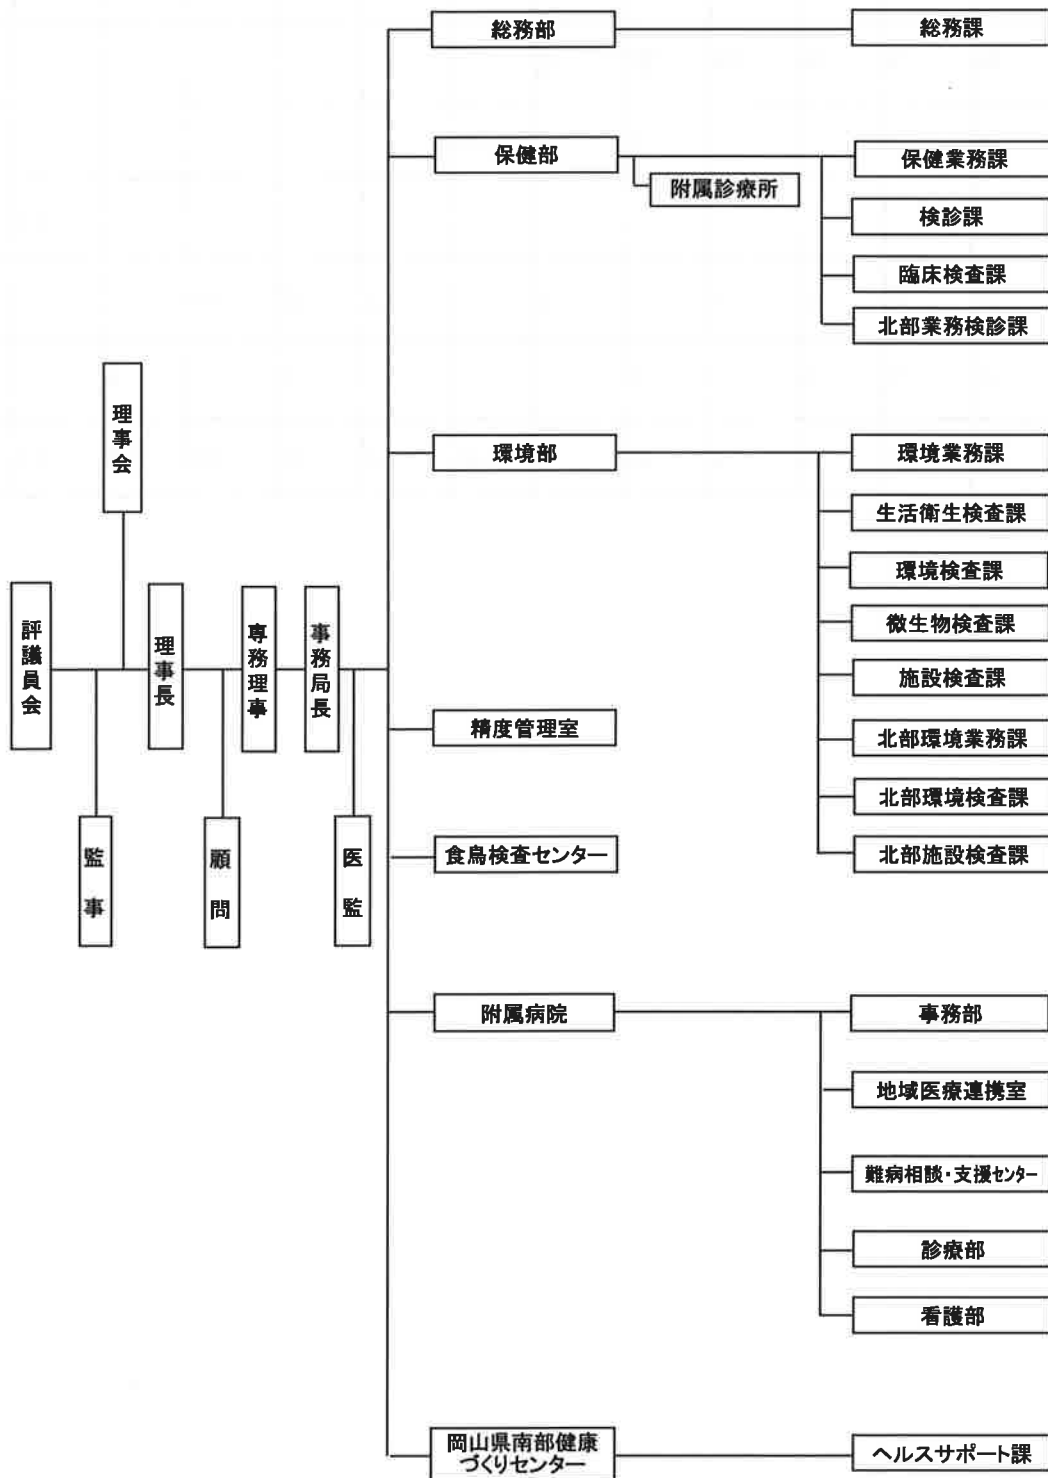 評議員会
理事会
監事
理事長
顧問
専務理事
事務局長
医監
総務部
総務課
保健部
附属診療所
保健業務課
検診課
臨床検査課
北部業務検診課
環境部
環境業務課
生活衛生検査課
環境検査課
微生物検査課
施設検査課
北部環境業務課
北部環境検査課
北部施設検査課
精度管理室
食鳥検査センター
附属病院
事務部
地域医療連携室
難病相談・支援センター
診療部
看護部
岡山県南部健康
づくりセンター
ヘルスサポート課